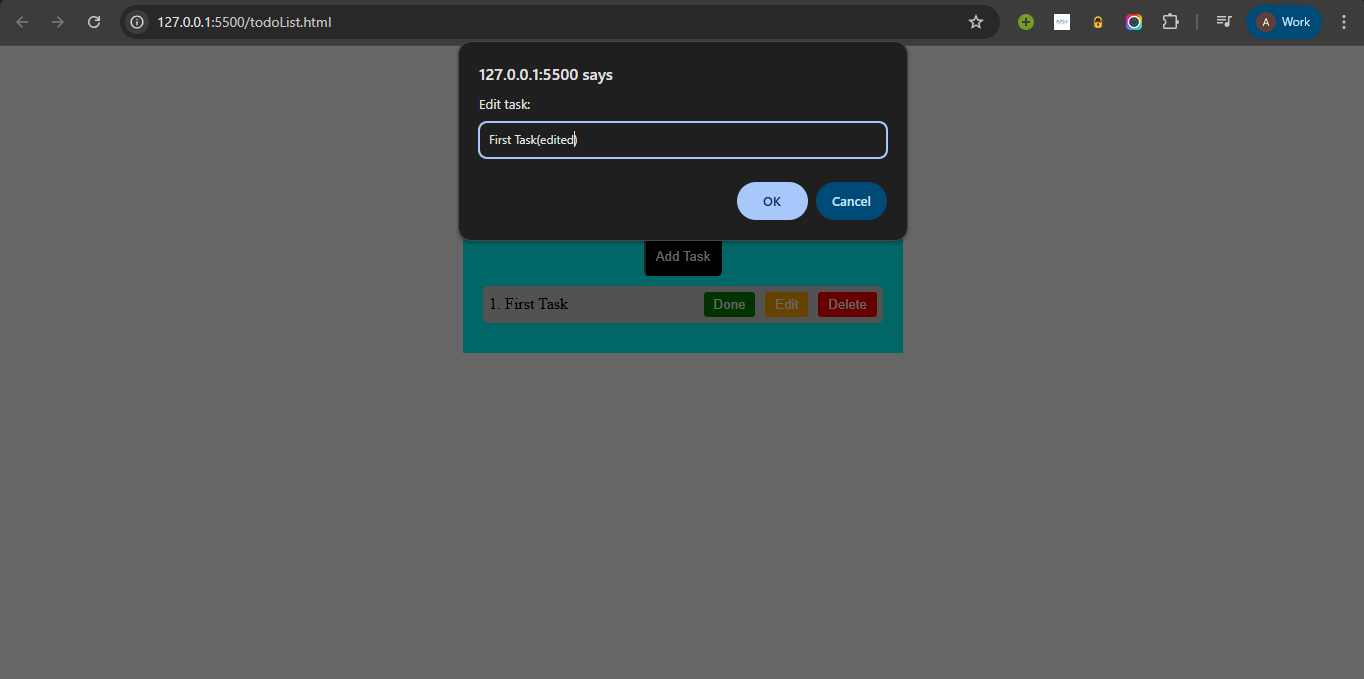 127.0.0.1:5500/todoList.html
A Work
127.0.0.1:5500 says
Edit task:
First Task(edited)
OK Cancel
Add Task
1. First Task Done Edit Delete